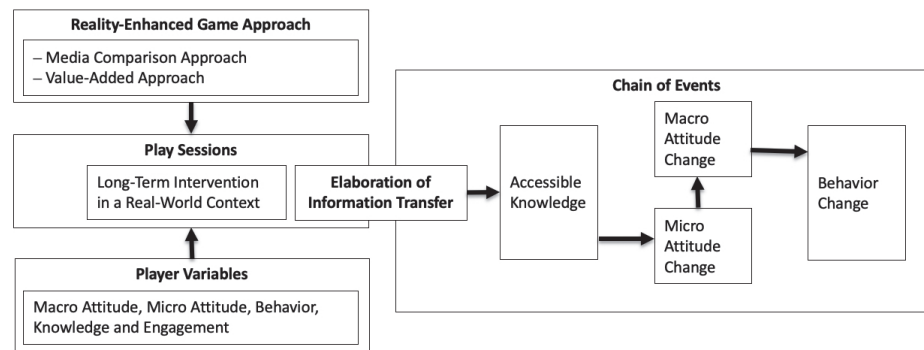 Reality-Enhanced Game Approach
– Media Comparison Approach
– Value-Added Approach
Play Sessions
Long-Term Intervention
in a Real-World Context
Player Variables
Macro Attitude, Micro Attitude, Behavior,
Knowledge and Engagement
Elaboration of
Information Transfer
Chain of Events
Accessible
Knowledge
Macro
Attitude
Change
Micro
Attitude
Change
Behavior
Change